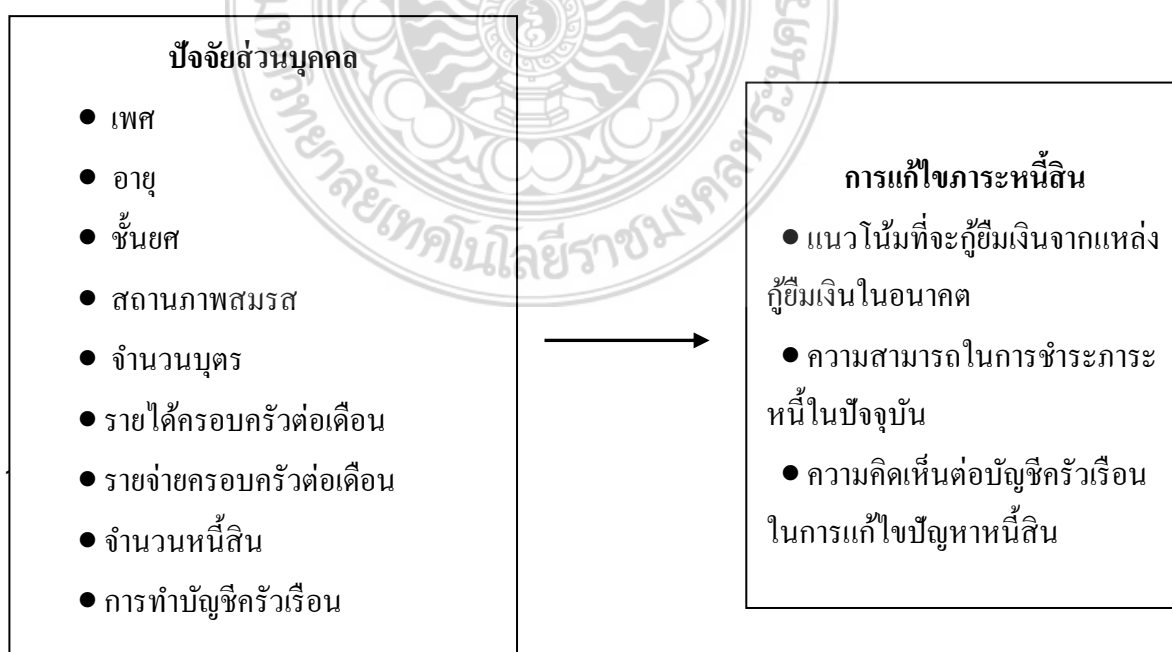 ปัจจัยส่วนบุคคล
● เพศ
● อายุ
● ชั้นยศ
● สถานภาพสมรส
● จำนวนบุตร
● รายได้ครอบครัวต่อเดือน
● รายจ่ายครอบครัวต่อเดือน
● จำนวนหนี้สิน
● การทำบัญชีครัวเรือน
การแก้ไขภาระหนี้สิน
● แนวโน้มที่จะกู้ยืมเงินจากแหล่ง
กู้ยืมเงินในอนาคต
● ความสามารถในการชำระภาระ
หนี้ในปัจจุบัน
● ความคิดเห็นต่อบัญชีครัวเรือน
ในการแก้ไขปัญหาหนี้สิน